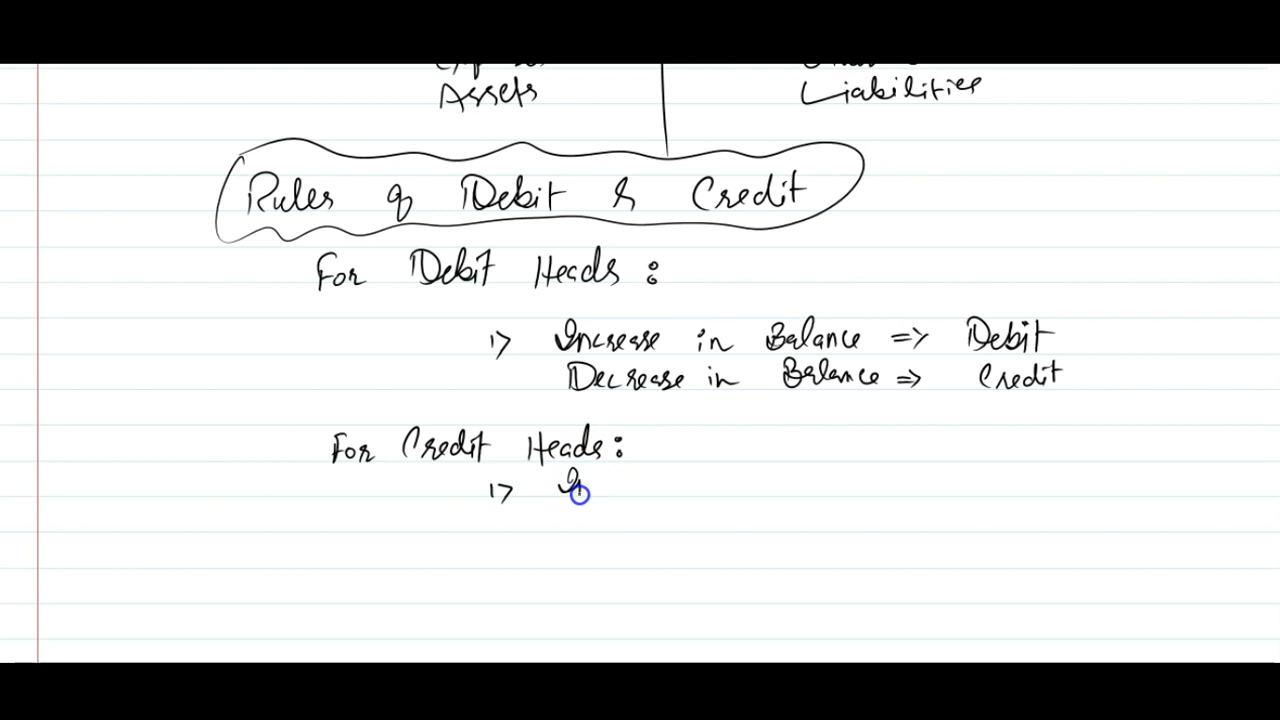 Assets Liabilities
Rules of Debit & Credit
For Debit Heads :
1> Increase in Balance => Debit
Decrease in Balance => Credit
For Credit Heads :
1>